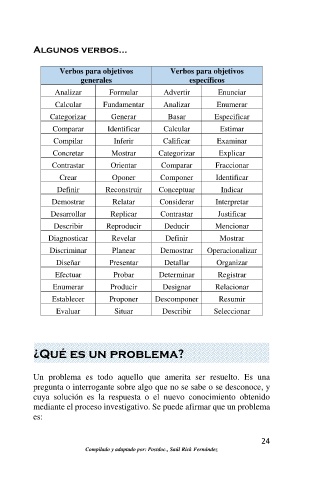 ALGUNOS VERBOS...
Verbos para objetivos generales Verbos para objetivos específicos
Analizar Formular Advertir Enunciar
Calcular Fundamentar Analizar Enumerar
Categorizar Generar Basar Especificar
Comparar Identificar Calcular Estimar
Compilar Inferir Calificar Examinar
Concretar Mostrar Categorizar Explicar
Contrastar Orientar Comparar Fraccionar
Crear Oponer Componer Identificar
Definir Reconstruir Conceptuar Indicar
Demostrar Relatar Considerar Interpretar
Desarrollar Replicar Contrastar Justificar
Describir Reproducir Deducir Mencionar
Diagnosticar Revelar Definir Mostrar
Discriminar Planear Demostrar Operacionalizar
Diseñar Presentar Detallar Organizar
Efectuar Probar Determinar Registrar
Enumerar Producir Designar Relacionar
Establecer Proponer Descomponer Resumir
Evaluar Situar Describir Seleccionar
¿QUÉ ES UN PROBLEMA?
Un problema es todo aquello que amerita ser resuelto. Es una
pregunta o interrogante sobre algo que no se sabe o se desconoce, y
cuya solución es la respuesta o el nuevo conocimiento obtenido
mediante el proceso investigativo. Se puede afirmar que un problema
es:
24
Compilado y adaptado por: Postdoc., Saúl Rick Fernández